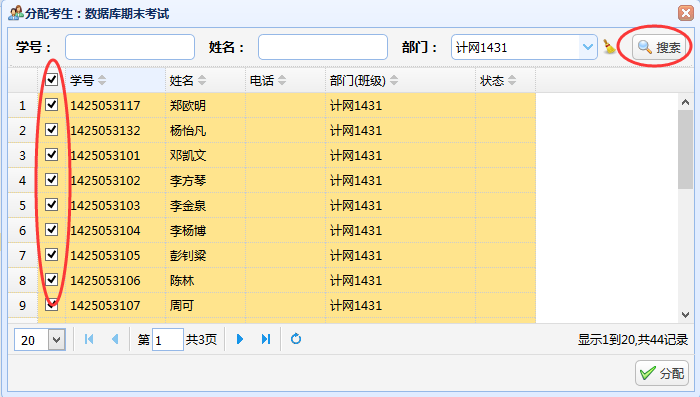 分配考生：数据库期末考试
学号： 姓名： 部门： 计网1431 搜索
学号 姓名 电话 部门(班级) 状态
1 1425053117 郑欧明 计网1431
2 1425053132 杨怡凡 计网1431
3 1425053101 邓凯文 计网1431
4 1425053102 李方琴 计网1431
5 1425053103 李金泉 计网1431
6 1425053104 李杨博 计网1431
7 1425053105 彭钊梁 计网1431
8 1425053106 陈林 计网1431
9 1425053107 周可 计网1431
20 第 1 共3页 显示1到20,共44记录
分配